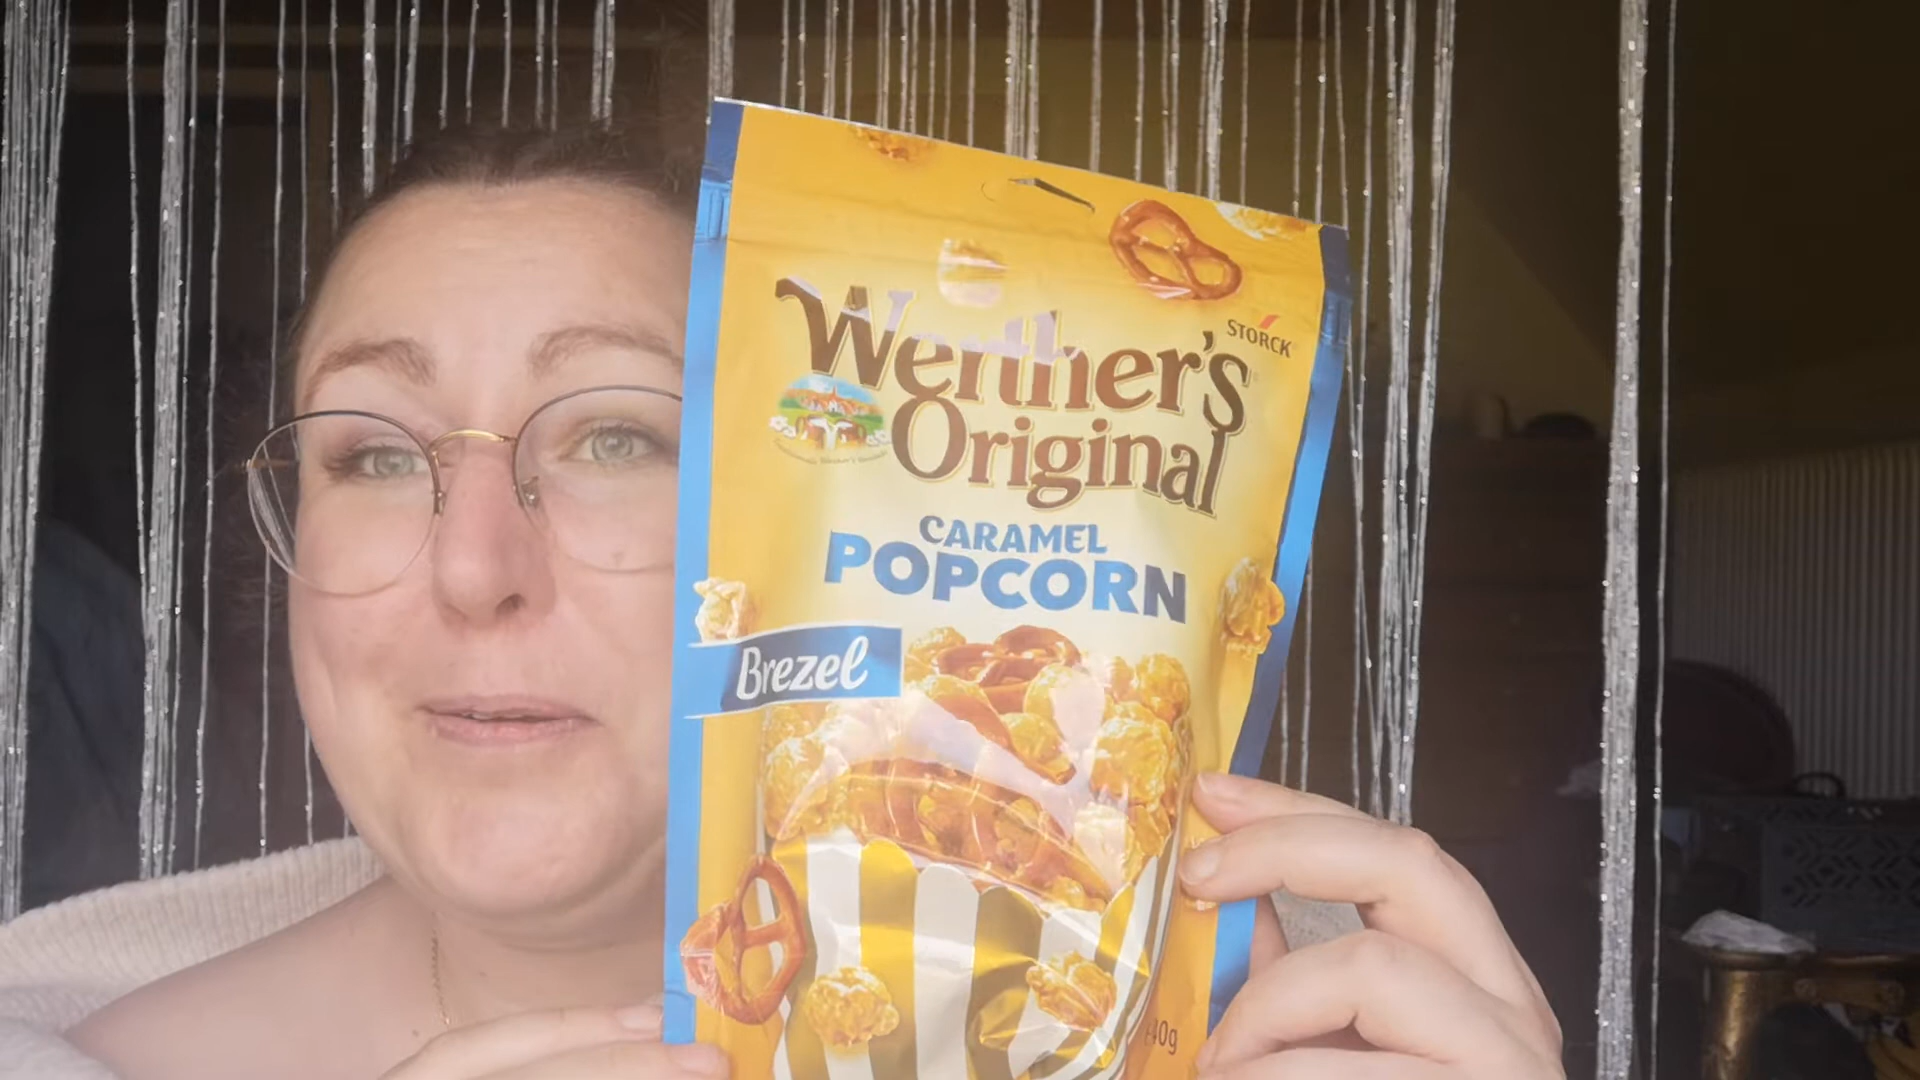 Werther's
Original
STORCK
CARAMEL
POPCORN
Brezel